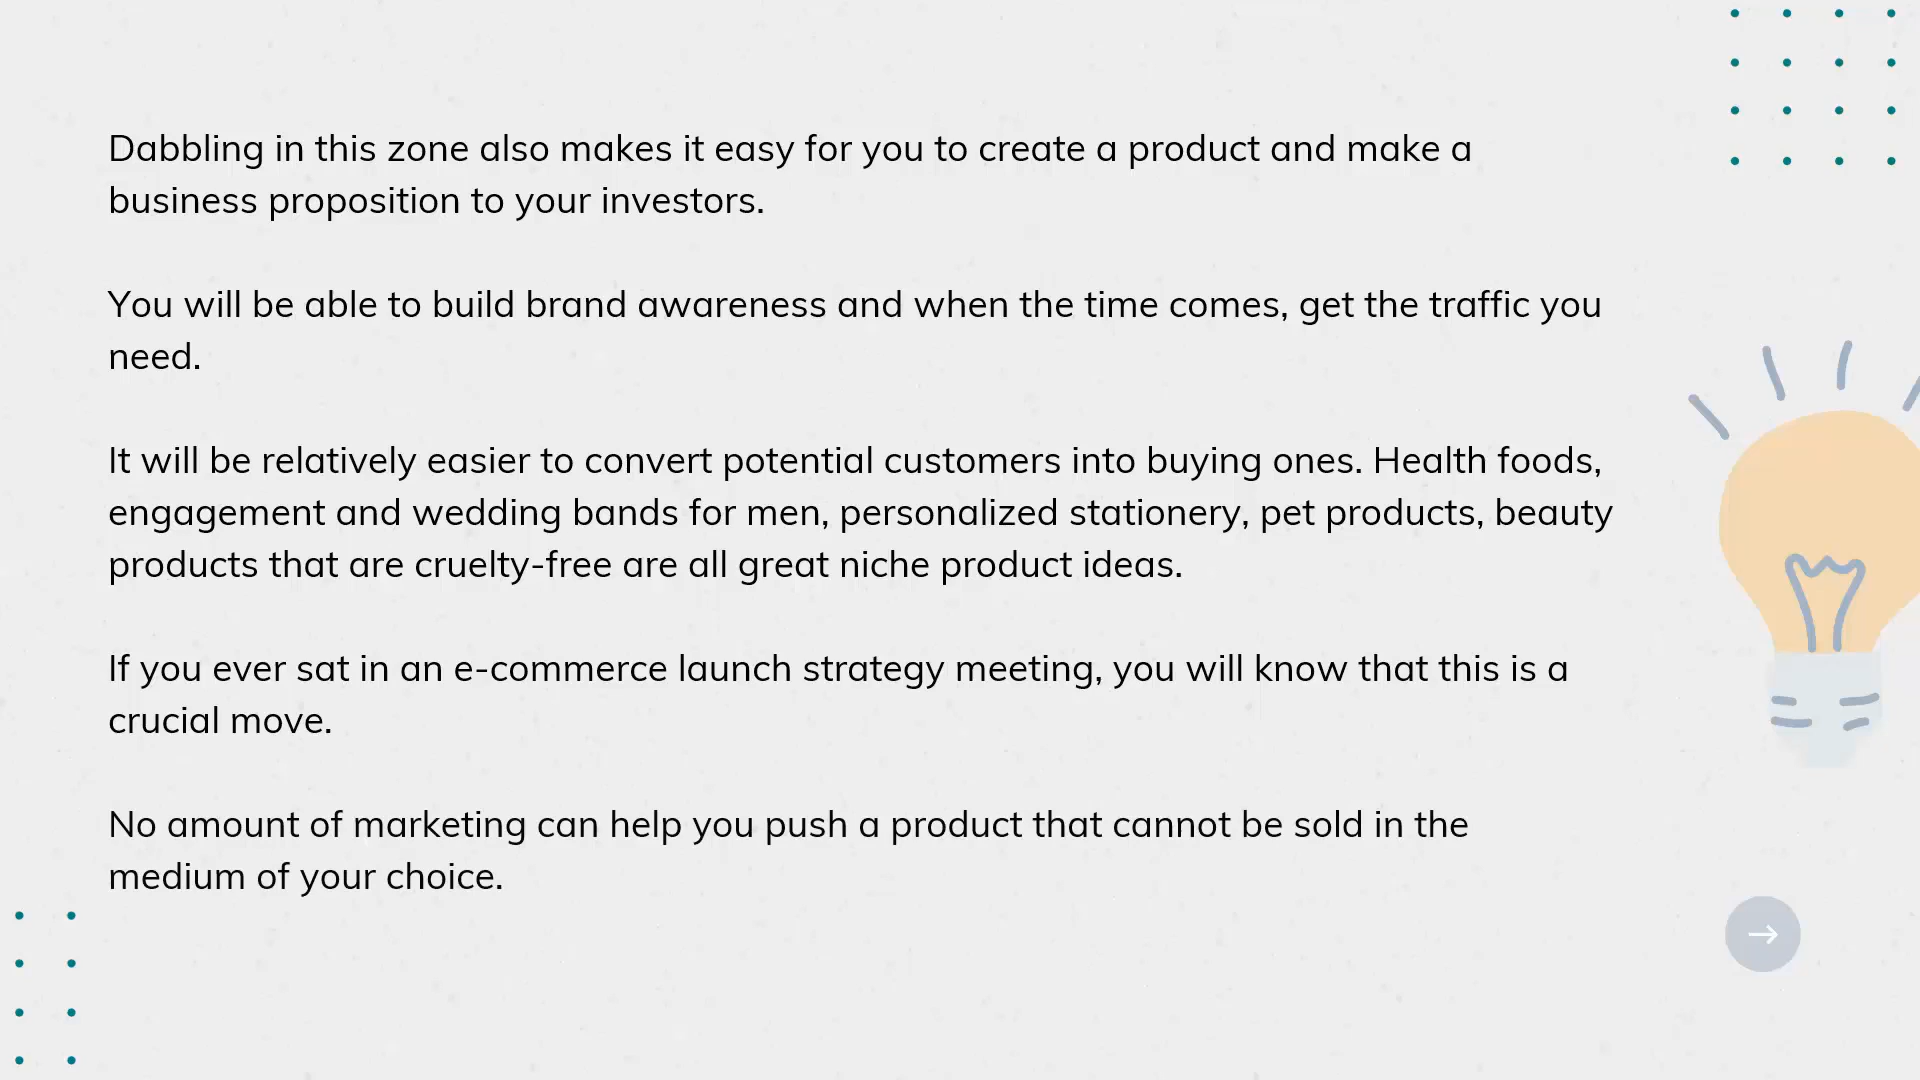 Dabbling in this zone also makes it easy for you to create a product and make a
business proposition to your investors.
You will be able to build brand awareness and when the time comes, get the traffic you
need.
It will be relatively easier to convert potential customers into buying ones. Health foods,
engagement and wedding bands for men, personalized stationery, pet products, beauty
products that are cruelty-free are all great niche product ideas.
If you ever sat in an e-commerce launch strategy meeting, you will know that this is a
crucial move.
No amount of marketing can help you push a product that cannot be sold in the
medium of your choice.